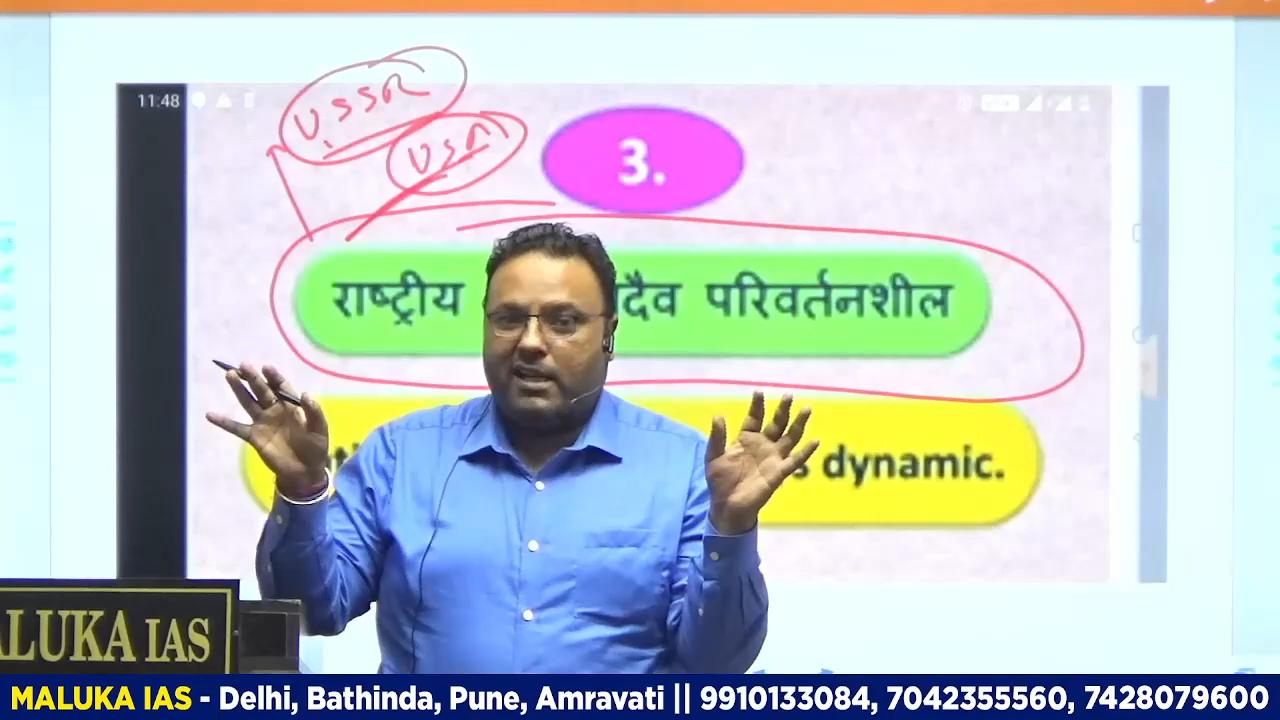 11:48
USSR
USA
3.
राष्ट्रीय दैव परिवर्तनशील
s dynamic.
ALUKA IAS
MALUKA IAS - Delhi, Bathinda, Pune, Amravati || 9910133084, 7042355560, 7428079600